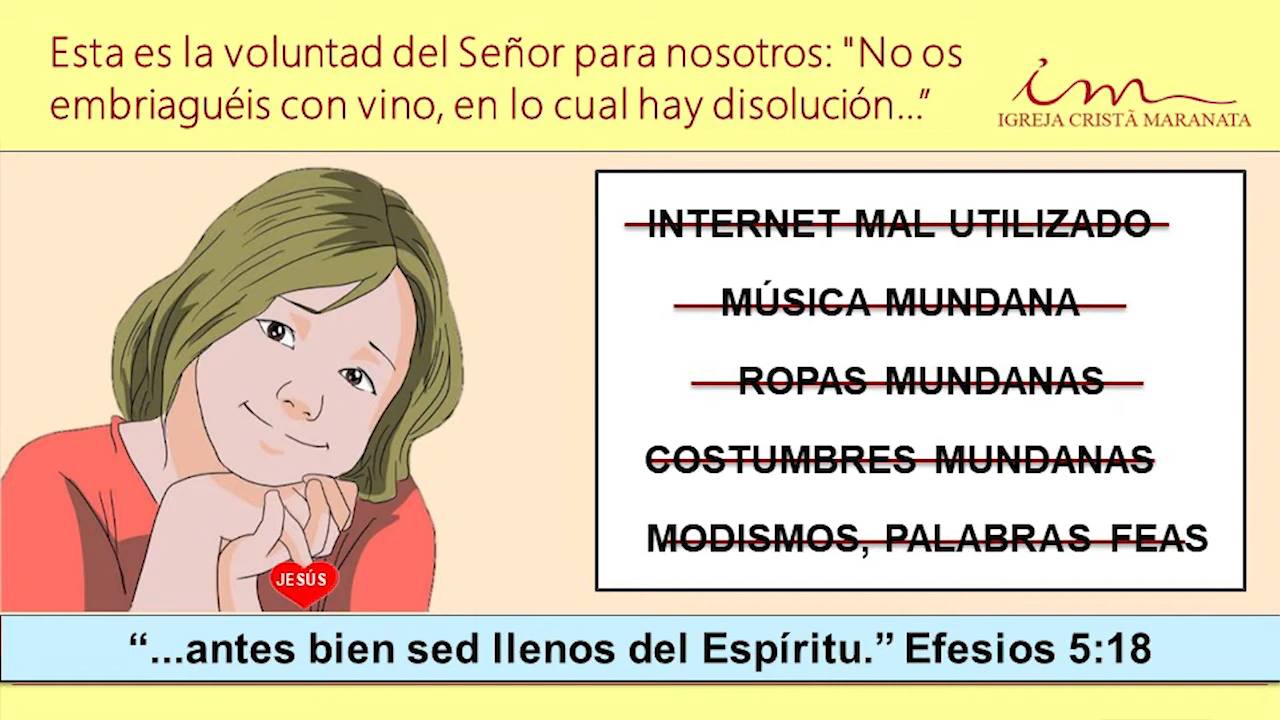 Esta es la voluntad del Señor para nosotros: "No os
embriaguéis con vino, en lo cual hay disolución...”
im
IGREJA CRISTÃ MARANATA
INTERNET MAL UTILIZADO
MÚSICA MUNDANA
ROPAS MUNDANAS
COSTUMBRES MUNDANAS
MODISMOS, PALABRAS FEAS
JESÚS
“...antes bien sed llenos del Espíritu.” Efesios 5:18